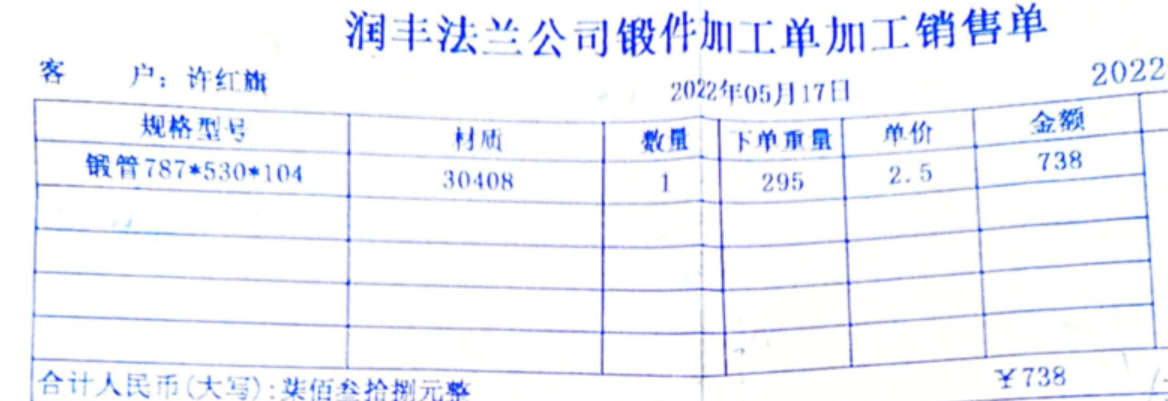 润丰法兰公司锻件加工单加工销售单
客 户：许红旗 2022年05月17日 2022
规格型号 材质 数量 下单重量 单价 金额
锻管787*530*104 30408 1 295 2.5 738
合计人民币(大写):柒佰叁拾捌元整 ¥738